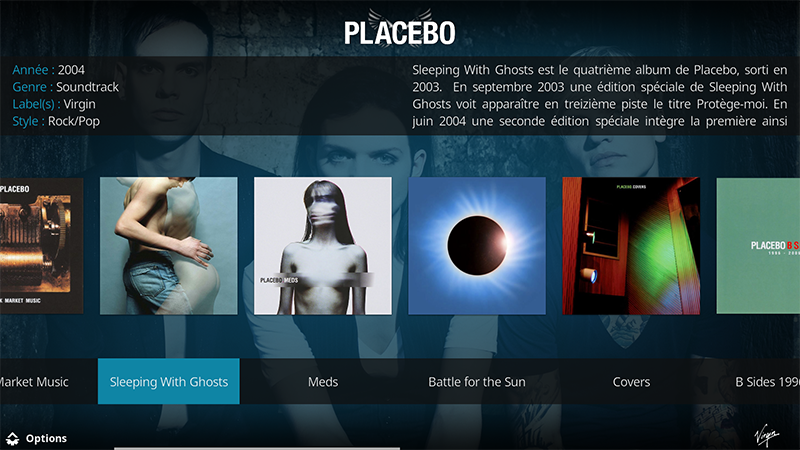 PLACEBO
Année : 2004
Genre : Soundtrack
Label(s) : Virgin
Style : Rock/Pop
Sleeping With Ghosts est le quatrième album de Placebo, sorti en
2003. En septembre 2003 une édition spéciale de Sleeping With
Ghosts voit apparaître en treizième piste le titre Protège-moi. En
juin 2004 une seconde édition spéciale intègre la première ainsi
PLACEBO
K MARKET MUSIC
PLACEBO MEDS
PLACEBO COVERS
PLACEBO B S
1996 - 200
Market Music
Sleeping With Ghosts
Meds
Battle for the Sun
Covers
B Sides 199
Options
Virgin